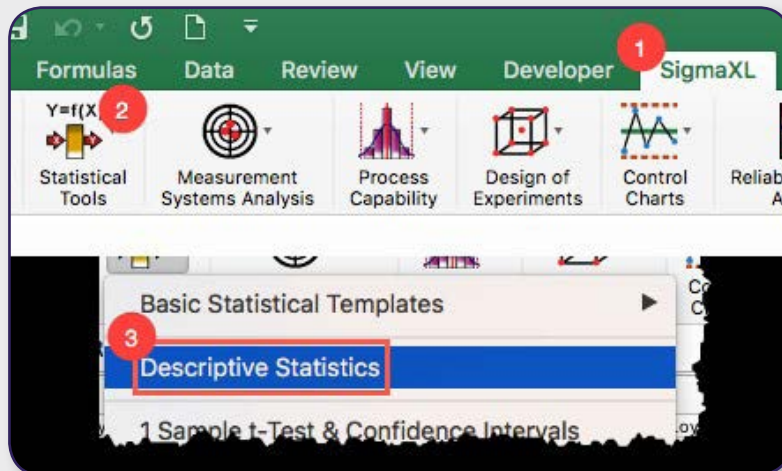 Formulas Data Review View Developer 1 SigmaXL
Y=f(X) 2
Statistical Tools
Measurement Systems Analysis
Process Capability
Design of Experiments
Control Charts
Basic Statistical Templates
3
Descriptive Statistics
1 Sample t-Test & Confidence Intervals